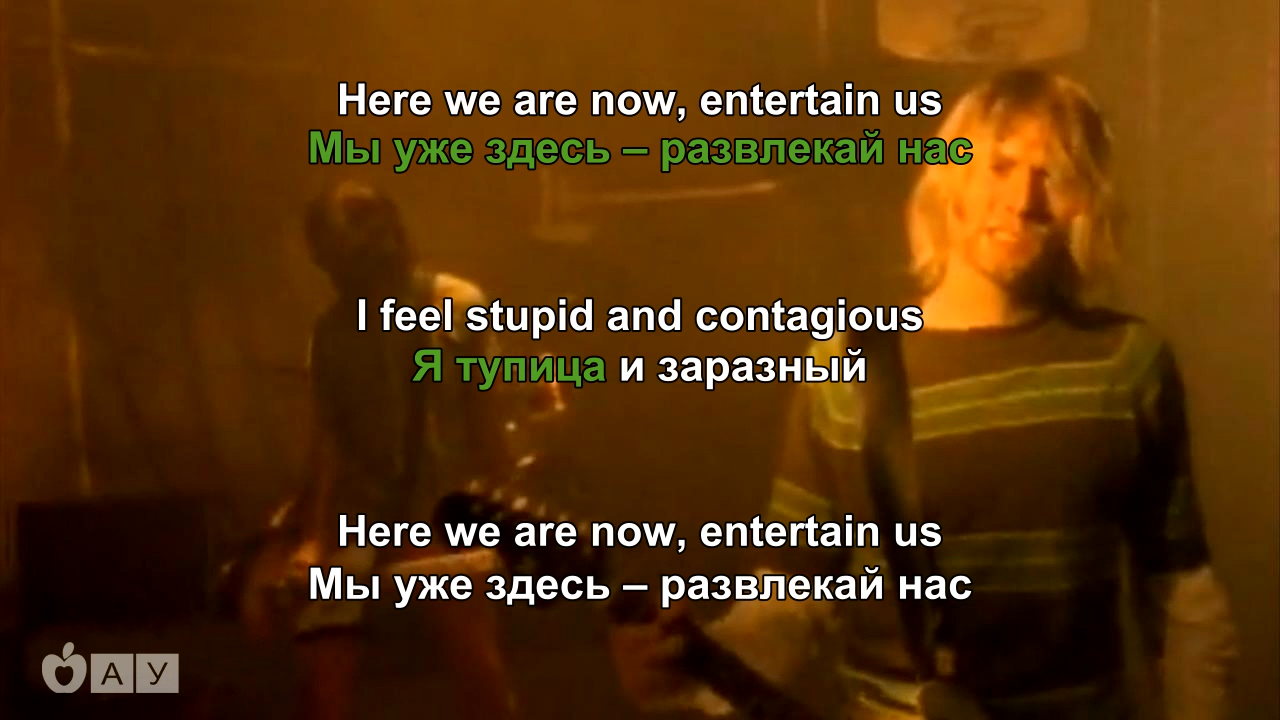 Here we are now, entertain us
Мы уже здесь – развлекай нас
I feel stupid and contagious
Я тупица и заразный
Here we are now, entertain us
Мы уже здесь – развлекай нас
АУ